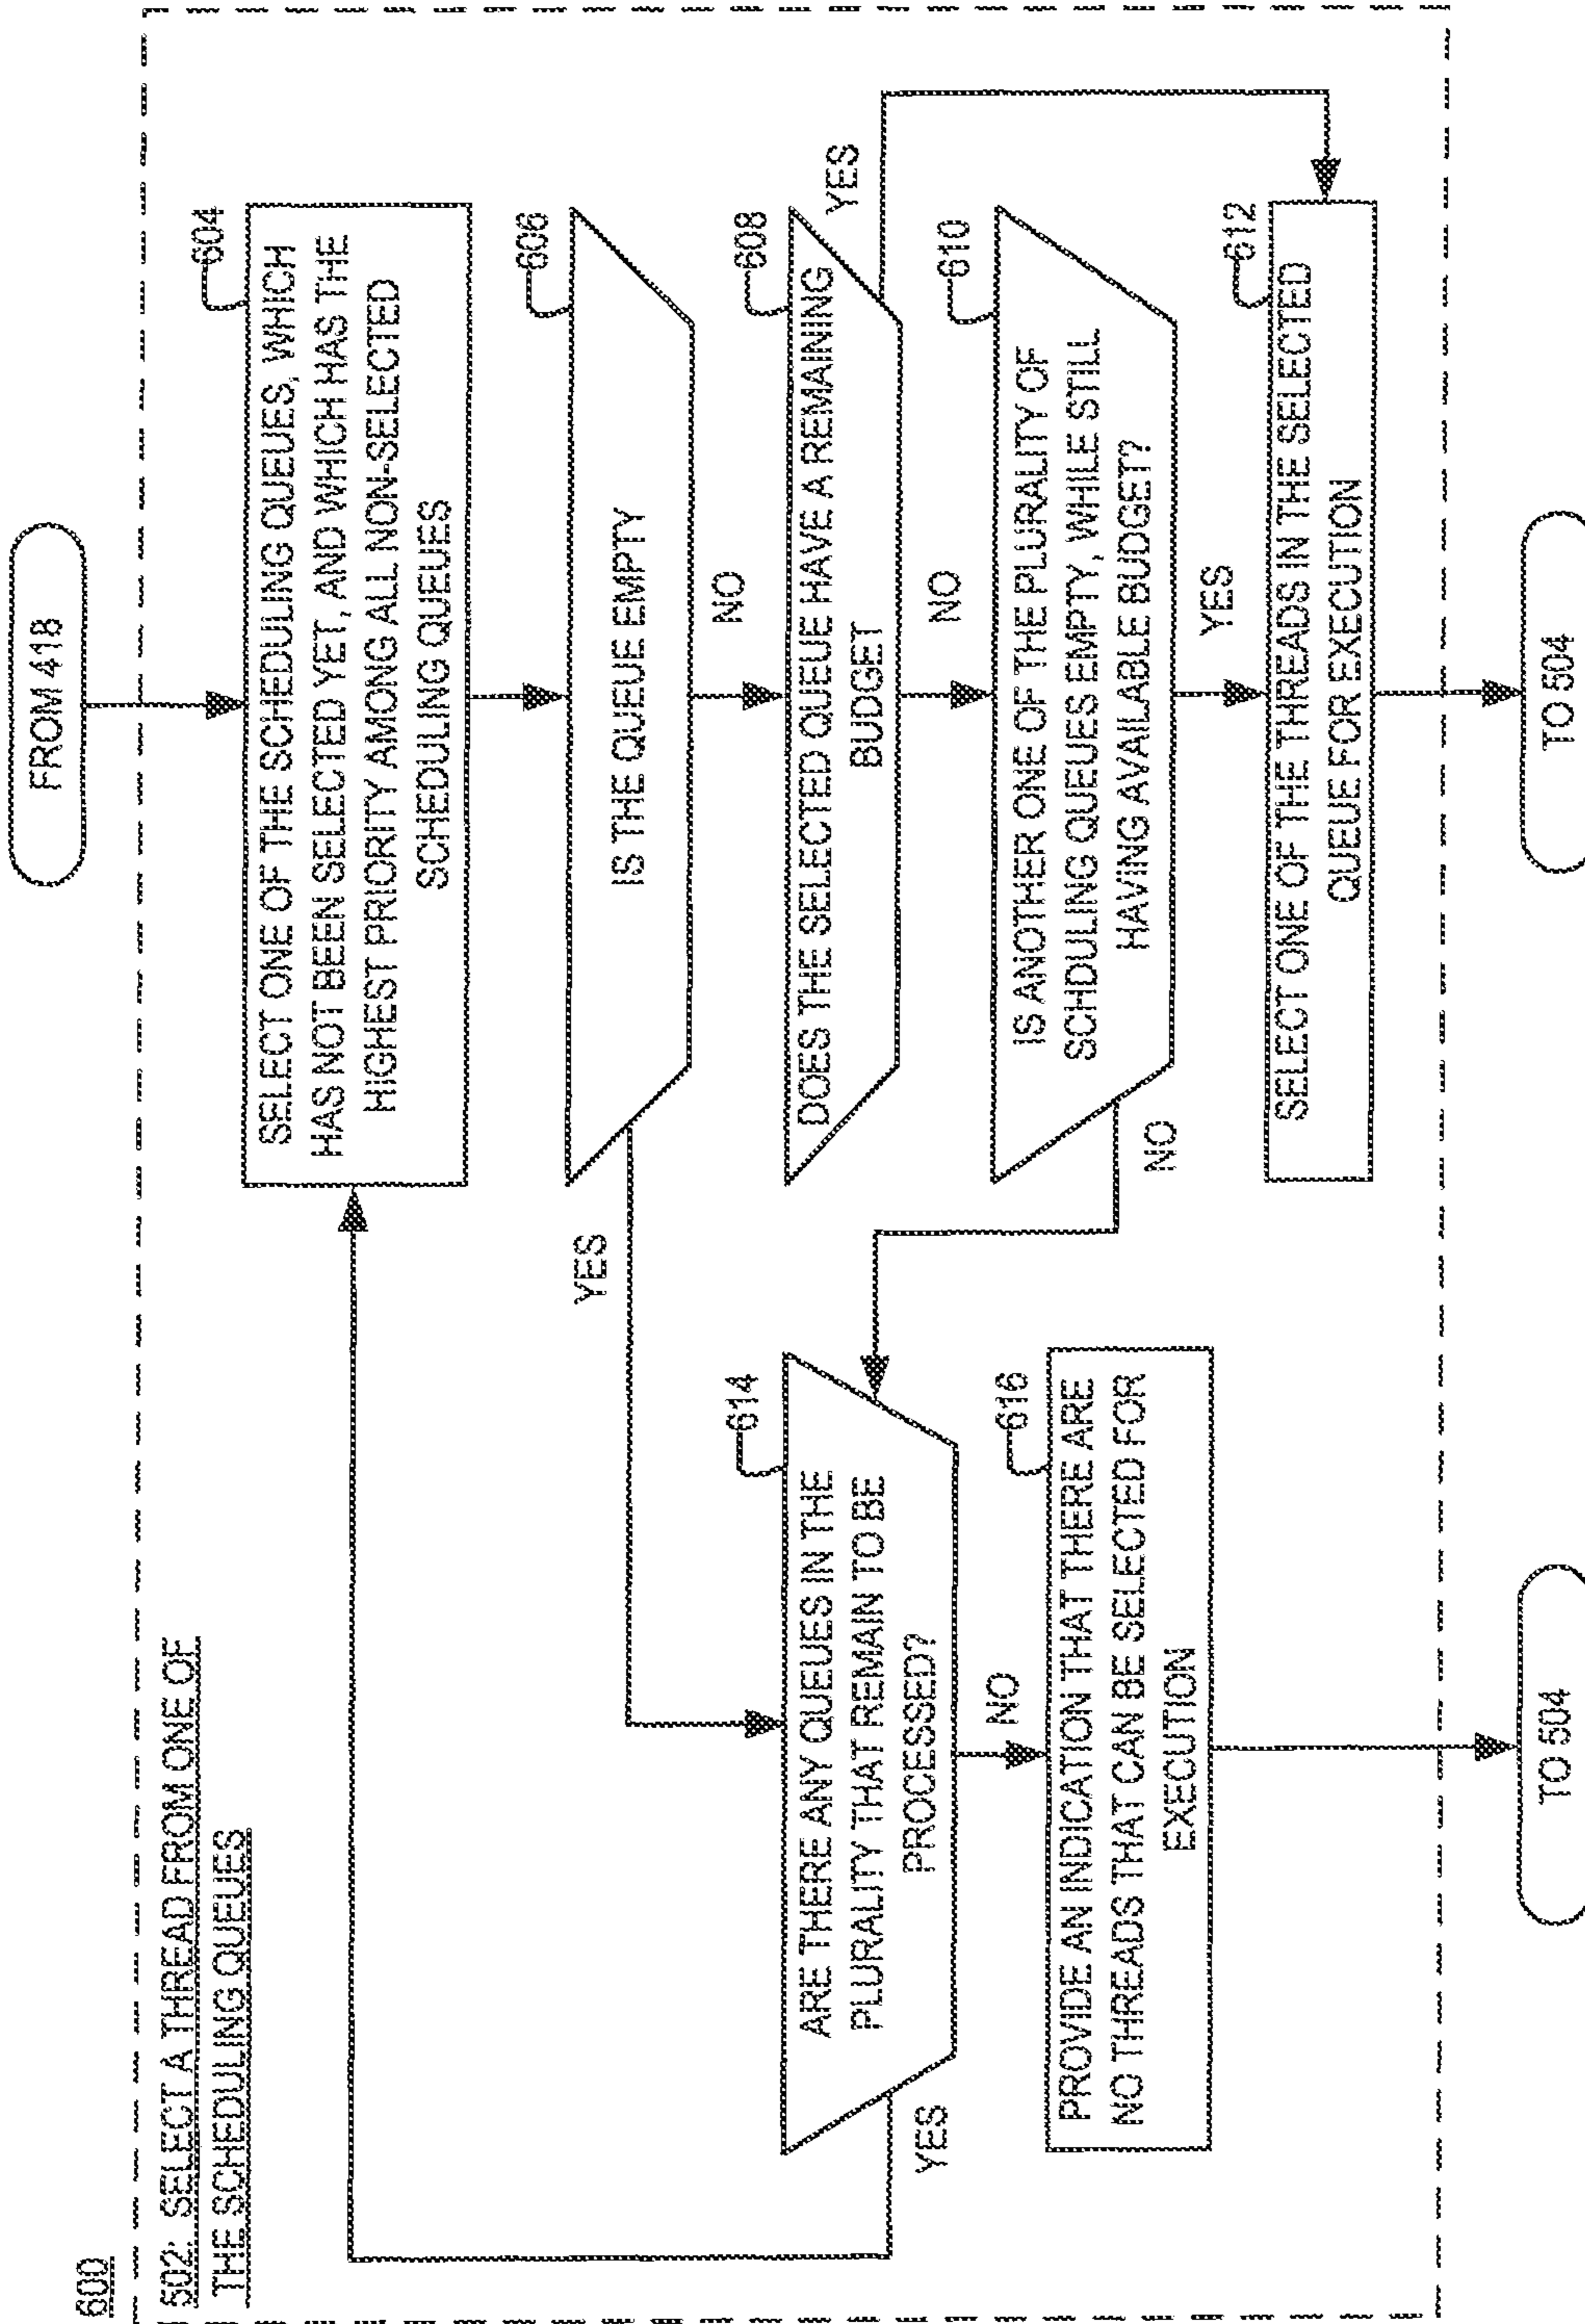 600
FROM 418
502: SELECT A THREAD FROM ONE OF
THE SCHEDULING QUEUES
604
SELECT ONE OF THE SCHEDULING QUEUES, WHICH
HAS NOT BEEN SELECTED YET, AND WHICH HAS THE
HIGHEST PRIORITY AMONG ALL NON-SELECTED
SCHEDULING QUEUES
606
IS THE QUEUE EMPTY
YES
NO
608
DOES THE SELECTED QUEUE HAVE A REMAINING
BUDGET
YES
NO
610
IS ANOTHER ONE OF THE PLURALITY OF
SCHDULING QUEUES EMPTY, WHILE STILL
HAVING AVAILABLE BUDGET?
NO
YES
612
SELECT ONE OF THE THREADS IN THE SELECTED
QUEUE FOR EXECUTION
TO 504
614
ARE THERE ANY QUEUES IN THE
PLURALITY THAT REMAIN TO BE
PROCESSED?
YES
NO
616
PROVIDE AN INDICATION THAT THERE ARE
NO THREADS THAT CAN BE SELECTED FOR
EXECUTION
TO 504